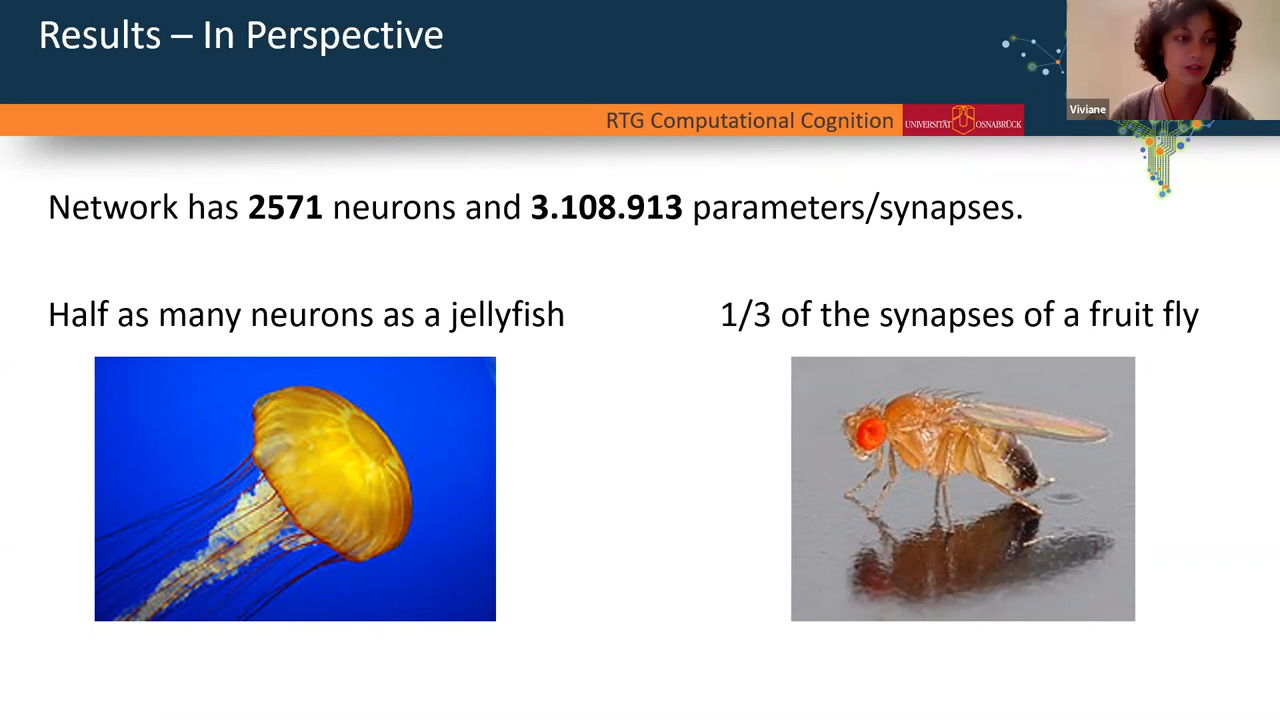 Results – In Perspective
Viviane
RTG Computational Cognition
UNIVERSITÄT OSNABRÜCK
Network has 2571 neurons and 3.108.913 parameters/synapses.
Half as many neurons as a jellyfish
1/3 of the synapses of a fruit fly